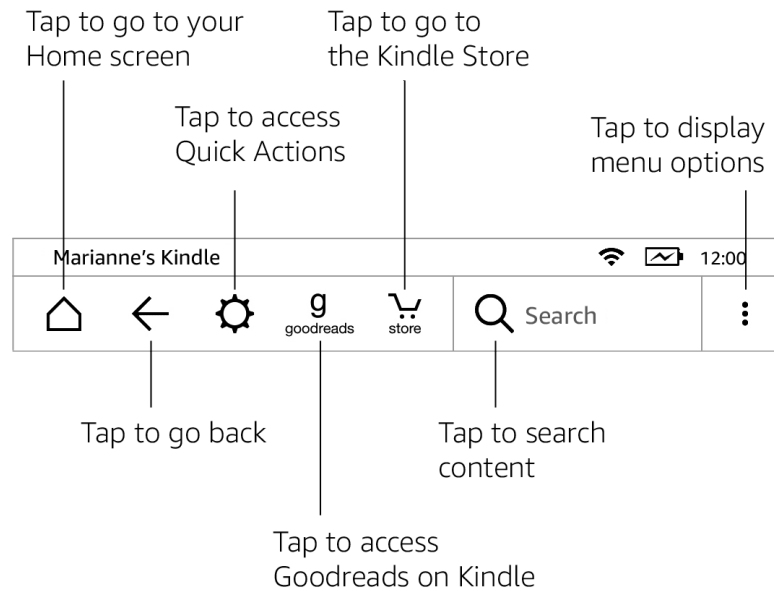 Tap to go to your
Home screen
Tap to go to
the Kindle Store
Tap to access
Quick Actions
Tap to display
menu options
Marianne's Kindle
12:00
g
goodreads
store
Search
Tap to go back
Tap to search
content
Tap to access
Goodreads on Kindle